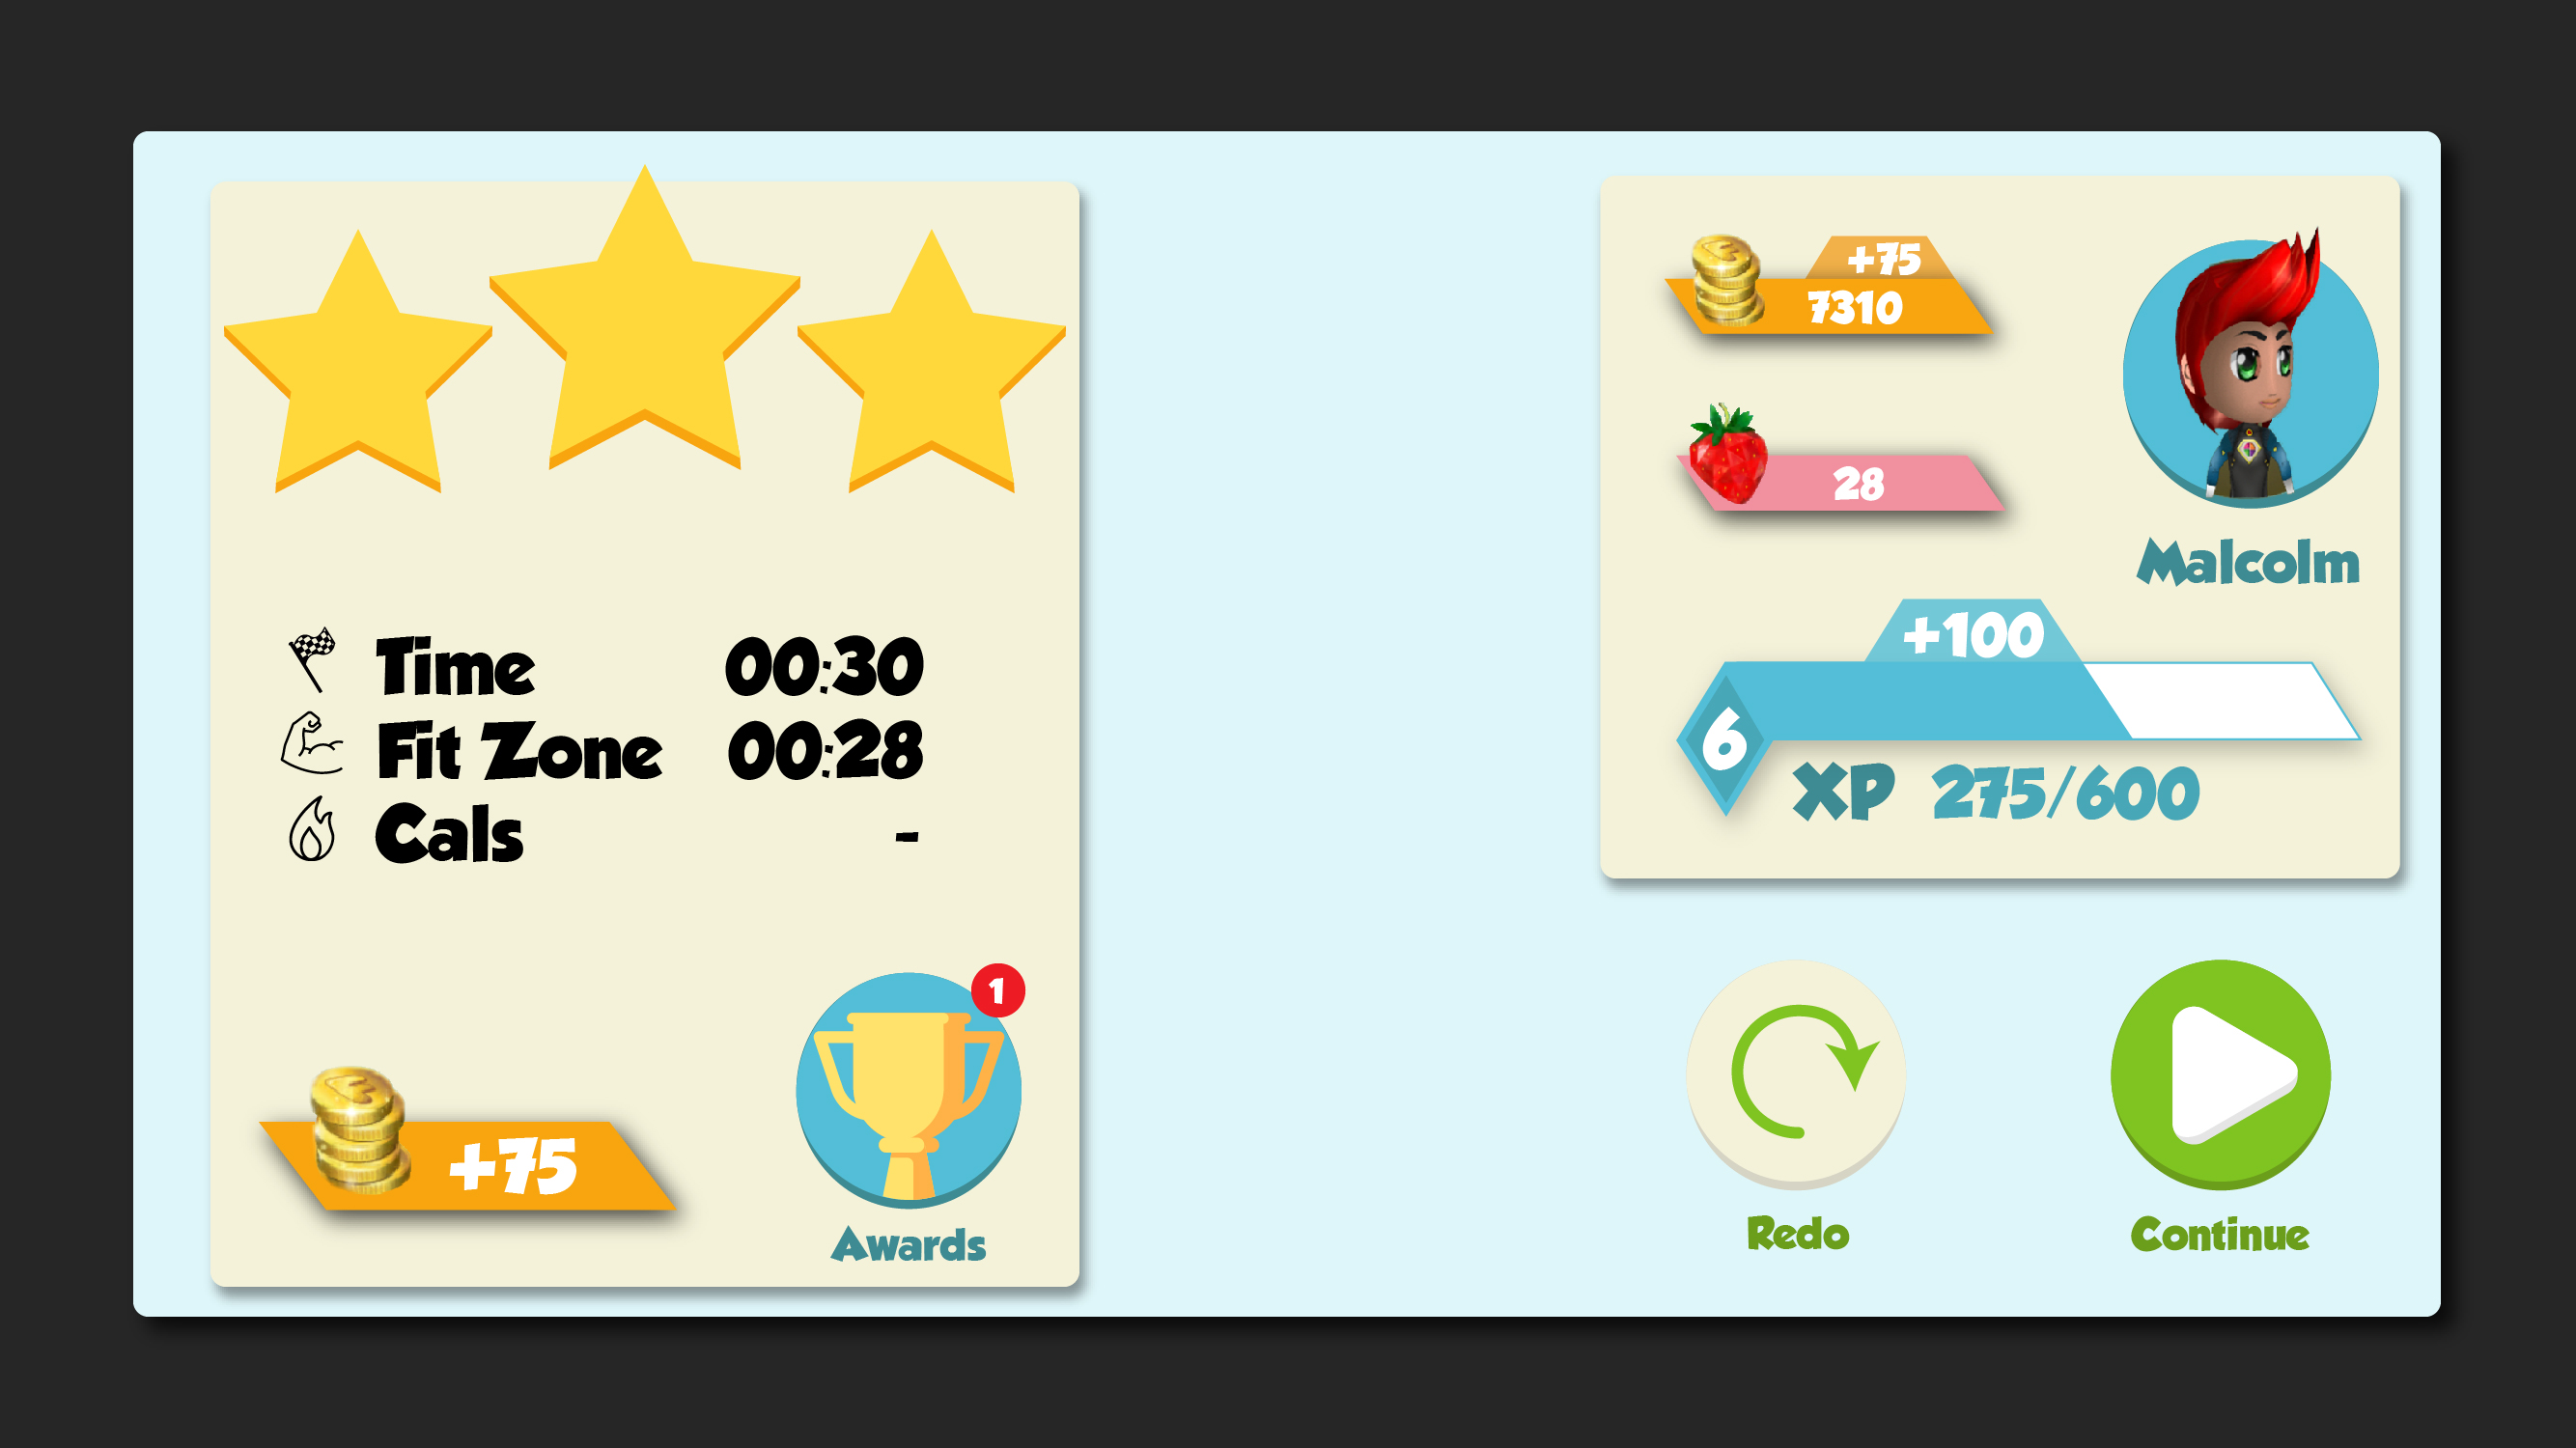 Time 00:30
Fit Zone 00:28
Cals -
+75
1
Awards
+75
7310
28
Malcolm
+100
6
XP 275/600
Redo
Continue